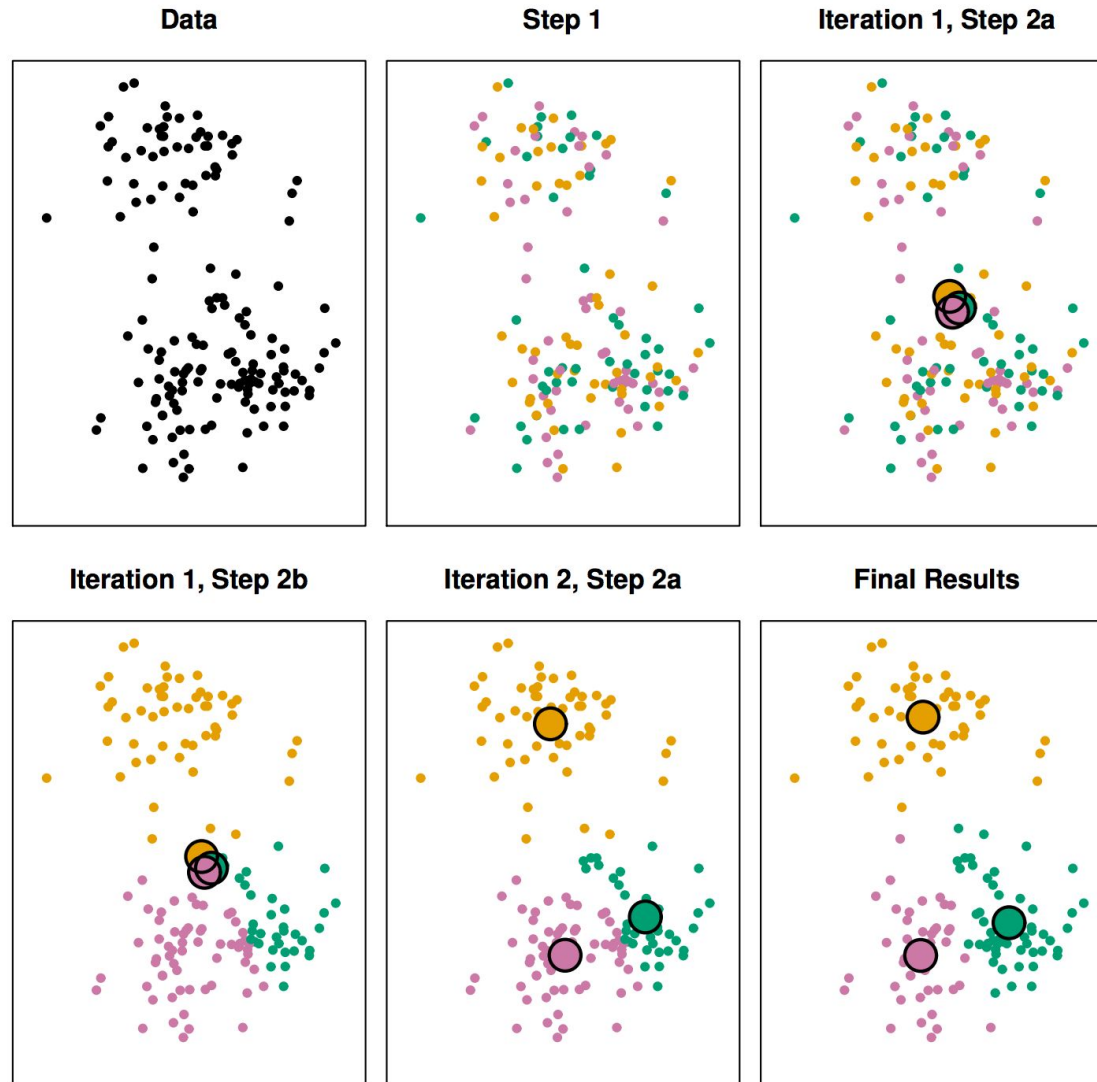 Data
Step 1
Iteration 1, Step 2a
Iteration 1, Step 2b
Iteration 2, Step 2a
Final Results